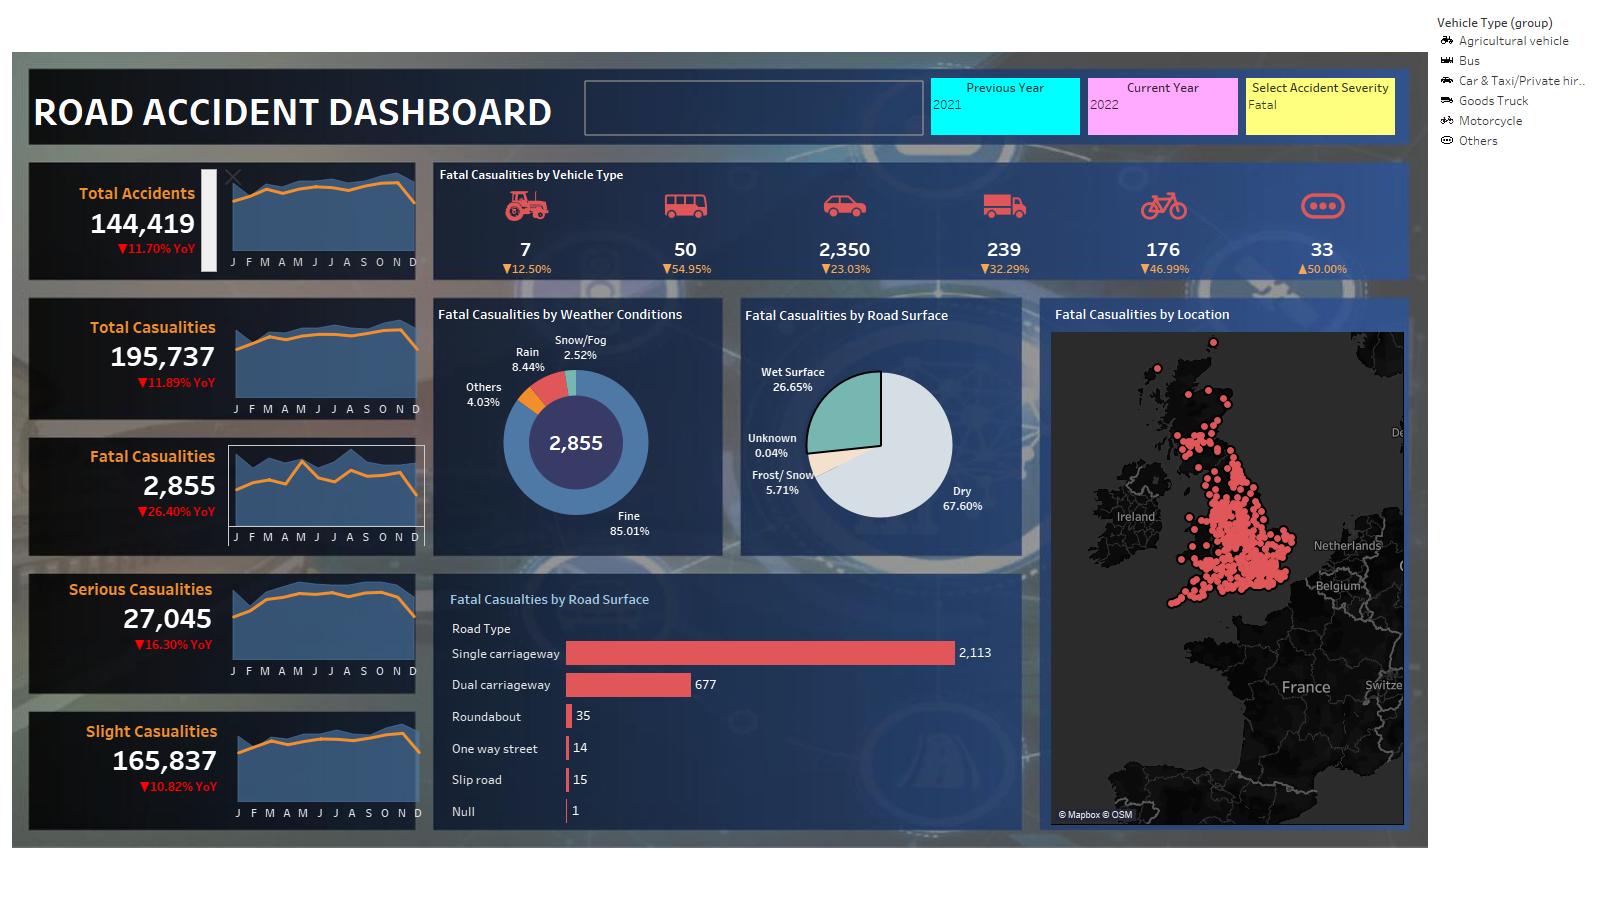 Vehicle Type (group)
Agricultural vehicle
Bus
Car & Taxi/Private hir..
Goods Truck
Motorcycle
Others
ROAD ACCIDENT DASHBOARD
Previous Year
2021
Current Year
2022
Select Accident Severity
Fatal
Total Accidents
144,419
▼11.70% YoY
J F M A M J J A S O N D
Fatal Casualities by Vehicle Type
7
▼12.50%
50
▼54.95%
2,350
▼23.03%
239
▼32.29%
176
▼46.99%
33
▲50.00%
Total Casualities
195,737
▼11.89% YoY
J F M A M J J A S O N D
Fatal Casualities
2,855
▼26.40% YoY
J F M A M J J A S O N D
Serious Casualities
27,045
▼16.30% YoY
J F M A M J J A S O N D
Slight Casualities
165,837
▼10.82% YoY
J F M A M J J A S O N D
Fatal Casualities by Weather Conditions
Snow/Fog
2.52%
Rain
8.44%
Others
4.03%
2,855
Fine
85.01%
Fatal Casualities by Road Surface
Wet Surface
26.65%
Unknown
0.04%
Frost/ Snow
5.71%
Dry
67.60%
Fatal Casualties by Road Surface
Road Type
Single carriageway 2,113
Dual carriageway 677
Roundabout 35
One way street 14
Slip road 15
Null 1
Fatal Casualities by Location
De
Ireland
Netherlands
Belgium
France
Switze
© Mapbox © OSM